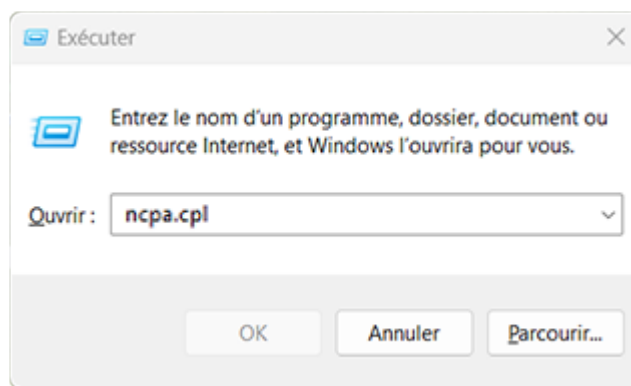 Exécuter
Entrez le nom d'un programme, dossier, document ou
ressource Internet, et Windows l'ouvrira pour vous.
Ouvrir : ncpa.cpl
OK Annuler Parcourir...